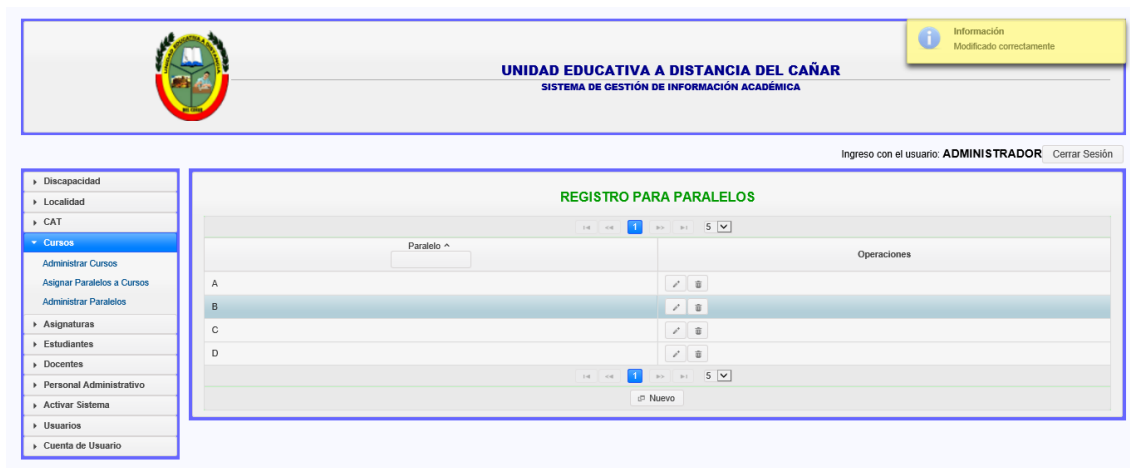 Información
Modificado correctamente
UNIDAD EDUCATIVA A DISTANCIA DEL CAÑAR
SISTEMA DE GESTIÓN DE INFORMACIÓN ACADÉMICA
Ingreso con el usuario: ADMINISTRADOR Cerrar Sesión
Discapacidad
Localidad
CAT
Cursos
Administrar Cursos
Asignar Paralelos a Cursos
Administrar Paralelos
Asignaturas
Estudiantes
Docentes
Personal Administrativo
Activar Sistema
Usuarios
Cuenta de Usuario
REGISTRO PARA PARALELOS
1 5
Paralelo Operaciones
A
B
C
D
1 5
Nuevo